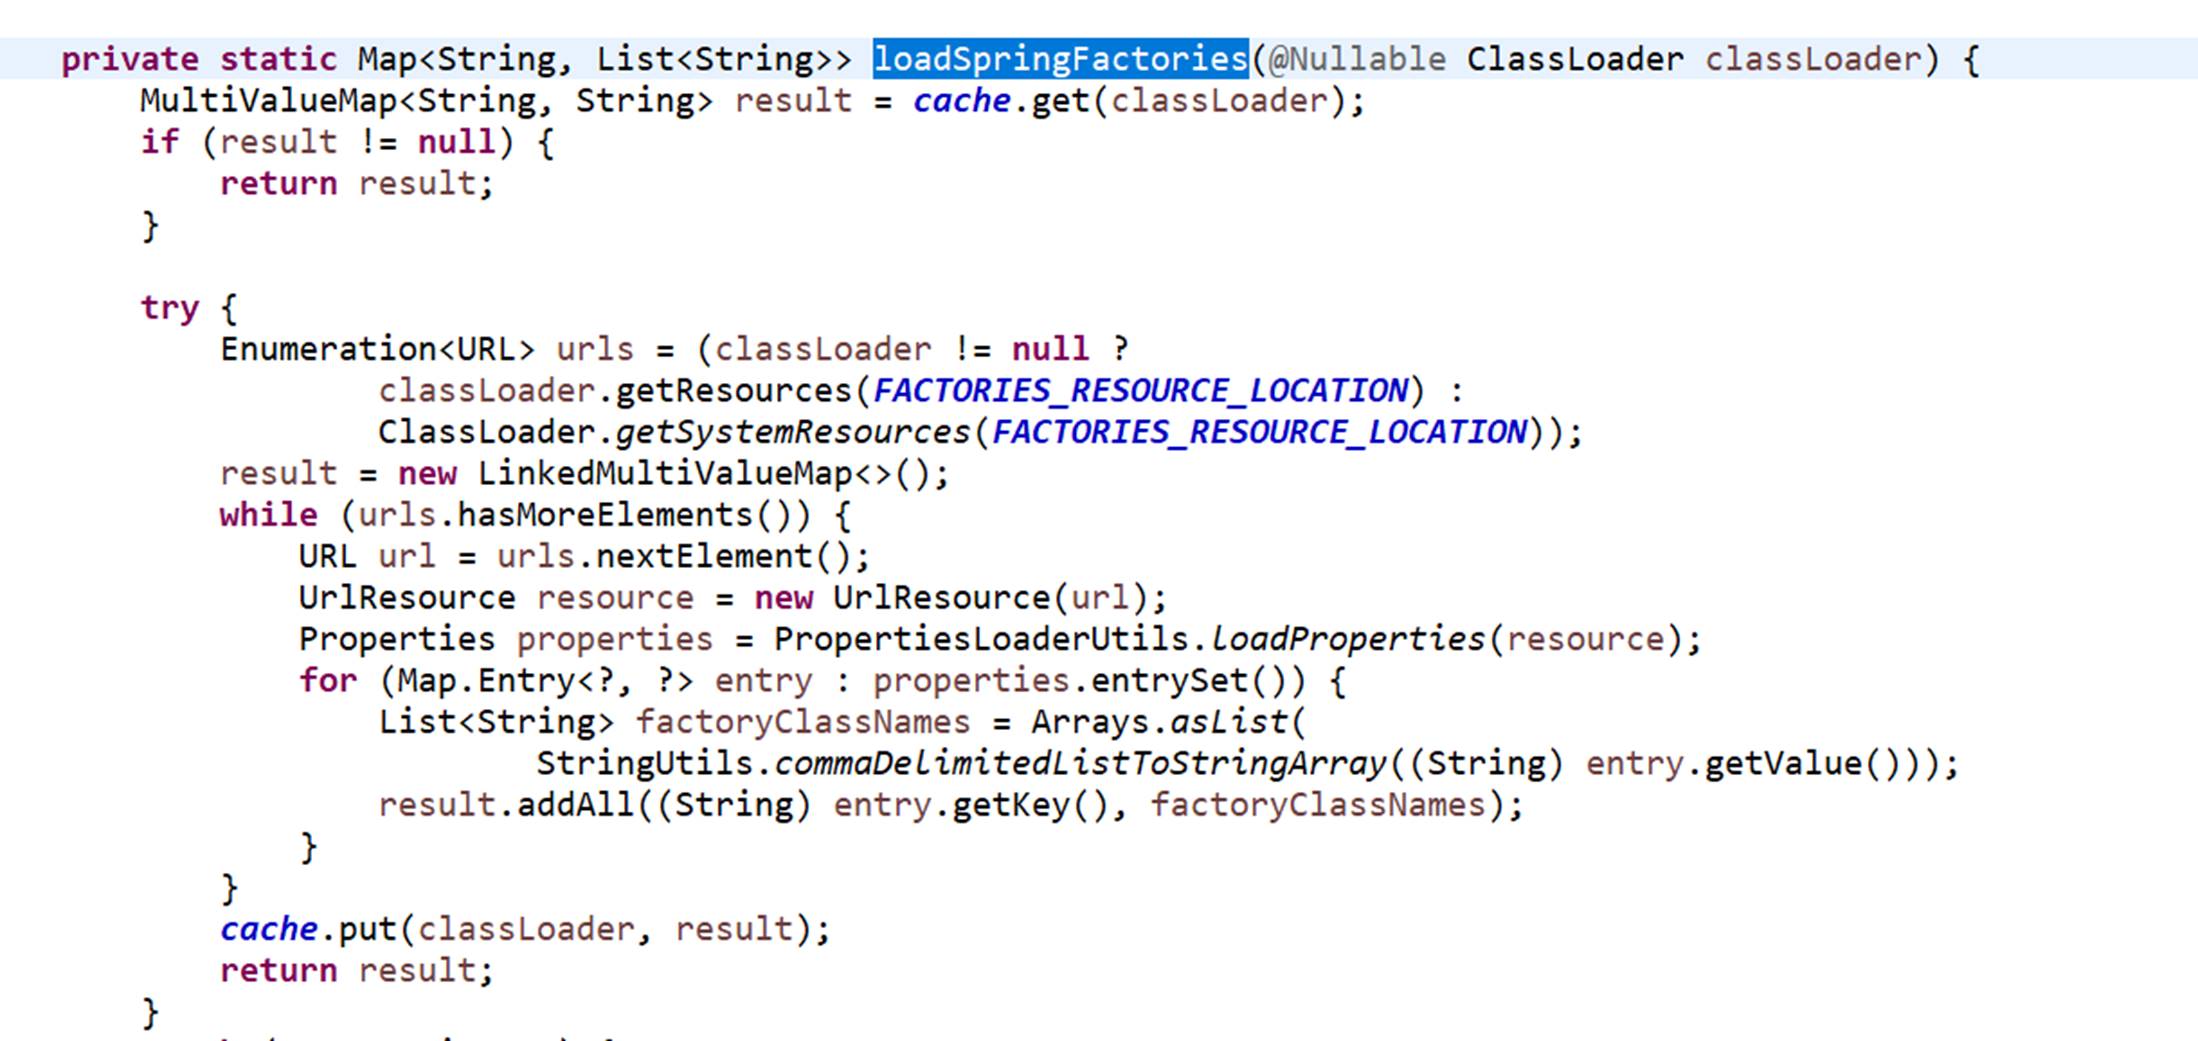 private static Map<String, List<String>> loadSpringFactories(@Nullable ClassLoader classLoader) {
MultiValueMap<String, String> result = cache.get(classLoader);
if (result != null) {
return result;
}
try {
Enumeration<URL> urls = (classLoader != null ?
classLoader.getResources(FACTORIES_RESOURCE_LOCATION) :
ClassLoader.getSystemResources(FACTORIES_RESOURCE_LOCATION));
result = new LinkedMultiValueMap<>();
while (urls.hasMoreElements()) {
URL url = urls.nextElement();
UrlResource resource = new UrlResource(url);
Properties properties = PropertiesLoaderUtils.loadProperties(resource);
for (Map.Entry<?, ?> entry : properties.entrySet()) {
List<String> factoryClassNames = Arrays.asList(
StringUtils.commaDelimitedListToStringArray((String) entry.getValue()));
result.addAll((String) entry.getKey(), factoryClassNames);
}
}
cache.put(classLoader, result);
return result;
}